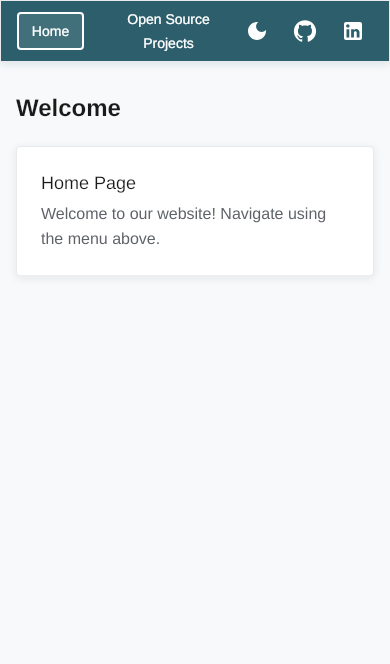 Home
Open Source
Projects
Welcome
Home Page
Welcome to our website! Navigate using
the menu above.